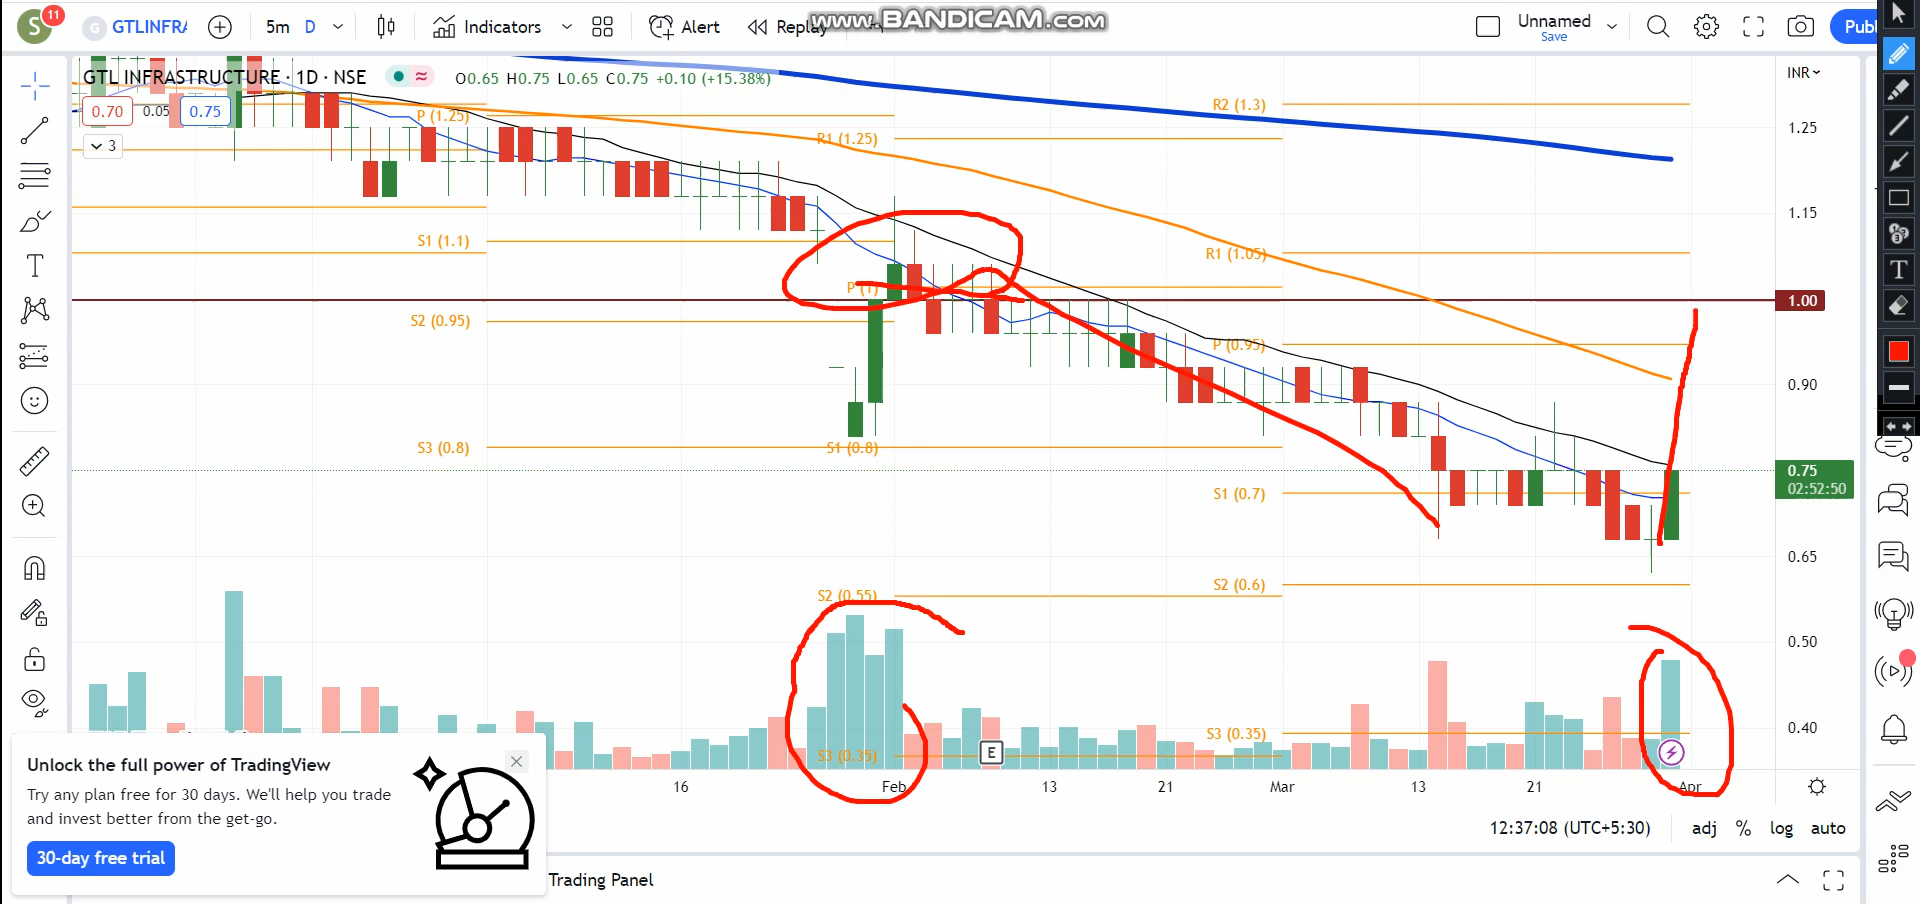 www.BANDICAM.com
S 11 G GTLINFRA 5m D Indicators Alert Replay Unnamed Save Publ
GTL INFRASTRUCTURE · 1D · NSE O0.65 H0.75 L0.65 C0.75 +0.10 (+15.38%)
INR
0.70 0.05 0.75
3
P (1.25)
R1 (1.25)
R2 (1.3)
1.25
1.15
S1 (1.1)
R1 (1.05)
P (1)
1.00
S2 (0.95)
P (0.95)
0.90
S3 (0.8)
S1 (0.8)
0.75
02:52:50
S1 (0.7)
0.65
S2 (0.6)
S2 (0.55)
0.50
S3 (0.35)
0.40
S3 (0.35)
E
16 Feb 13 21 Mar 13 21 Apr
Unlock the full power of TradingView
Try any plan free for 30 days. We'll help you trade
and invest better from the get-go.
30-day free trial
12:37:08 (UTC+5:30) adj % log auto
Trading Panel